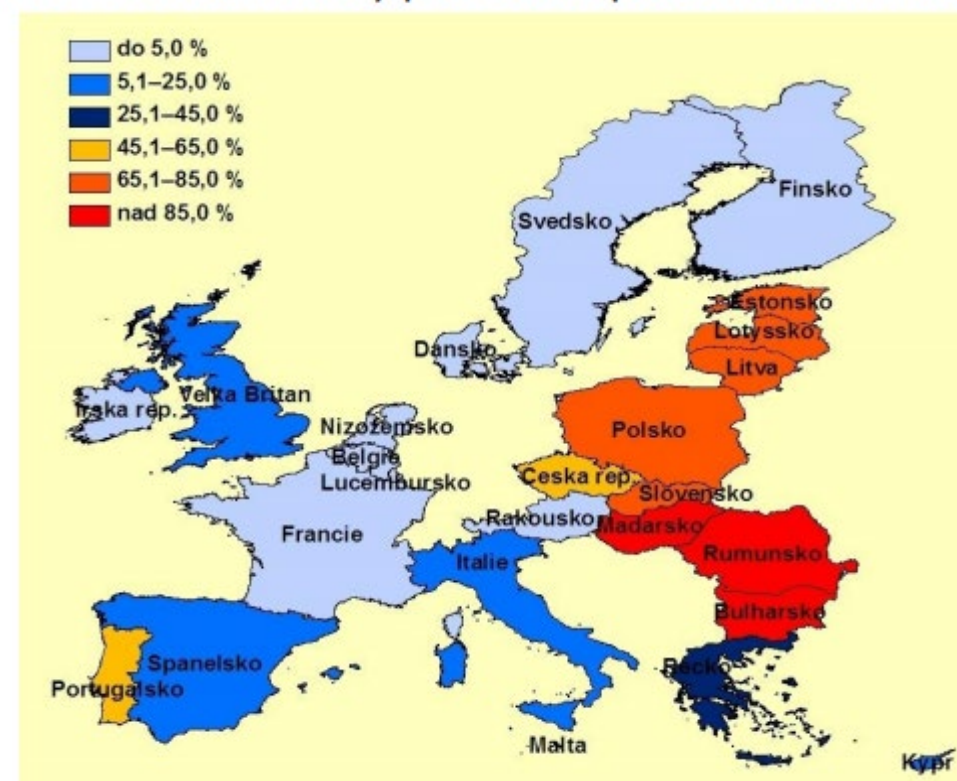 do 5,0 %
5,1–25,0 %
25,1–45,0 %
45,1–65,0 %
65,1–85,0 %
nad 85,0 %
Finsko
Svedsko
Estonsko
Lotyssko
Dansko
Litva
Velka Britan
Irska rep.
Nizozemsko
Polsko
Belgie
Ceska rep.
Lucembursko
Slovensko
Rakousko
Madarsko
Francie
Rumunsko
Italie
Bulharsko
Spanelsko
Recko
Portugalsko
Malta
Kypr